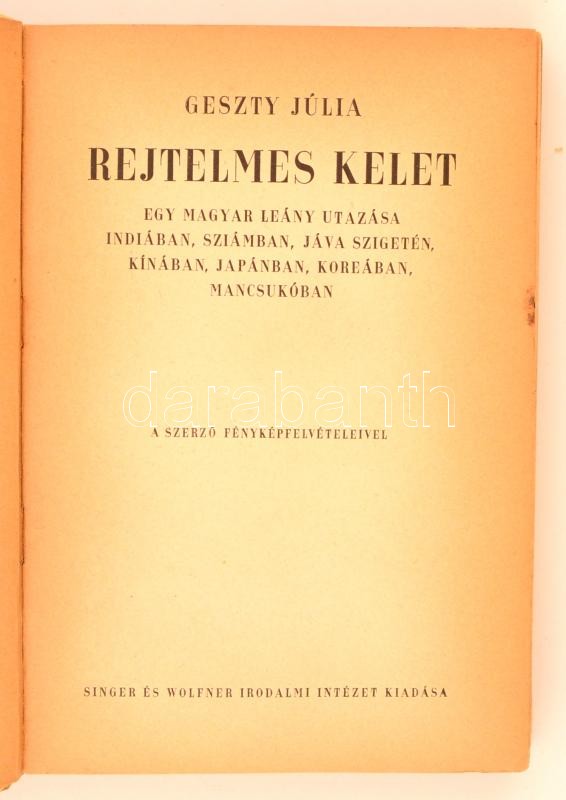 GESZTY JÚLIA
REJTELMES KELET
EGY MAGYAR LEÁNY UTAZÁSA
INDIÁBAN, SZIÁMBAN, JÁVA SZIGETÉN,
KÍNÁBAN, JAPÁNBAN, KOREÁBAN,
MANCSUKÓBAN
darabanth
A SZERZŐ FÉNYKÉPFELVÉTELEIVEL
SINGER ÉS WOLFNER IRODALMI INTÉZET KIADÁSA